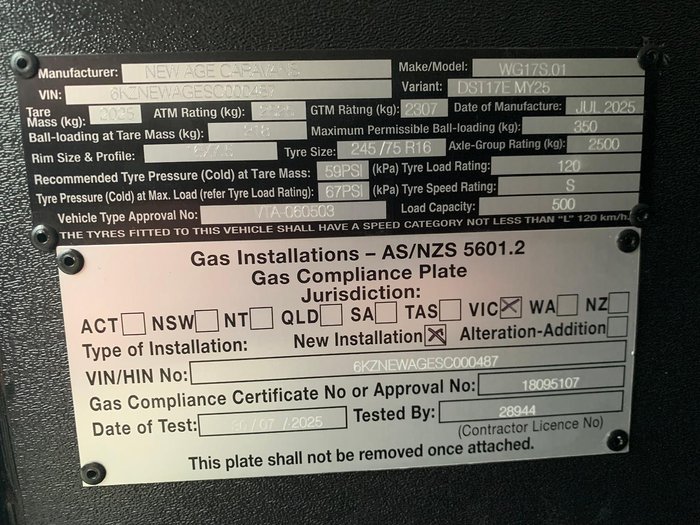 Manufacturer: NEW AGE CARAVANS Make/Model: WG17S.01
VIN: 6KZNEWAGESC000487 Variant: DST17E MY25
Tare Mass (kg): 2025 ATM Rating (kg): GTM Rating (kg): 2307 Date of Manufacture: JUL 2025
Ball-loading at Tare Mass (kg): Maximum Permissible Ball-loading (kg): 350
Rim Size & Profile: Tyre Size: 245/75 R16 Axle-Group Rating (kg): 2500
Recommended Tyre Pressure (Cold) at Tare Mass: 59PSI (kPa) Tyre Load Rating: 120
Tyre Pressure (Cold) at Max. Load (refer Tyre Load Rating): 67PSI (kPa) Tyre Speed Rating: S
Vehicle Type Approval No: VTA-060503 Load Capacity: 500
THE TYRES FITTED TO THIS VEHICLE SHALL HAVE A SPEED CATEGORY NOT LESS THAN "L" 120 km/h.
Gas Installations – AS/NZS 5601.2
Gas Compliance Plate
Jurisdiction:
ACT NSW NT QLD SA TAS VIC X WA NZ
Type of Installation: New Installation X Alteration-Addition
VIN/HIN No: 6KZNEWAGESC000487
Gas Compliance Certificate No or Approval No: 18095107
Date of Test: 30/07/2025 Tested By: 28944
(Contractor Licence No)
This plate shall not be removed once attached.